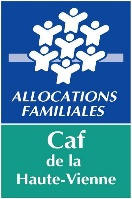 ALLOCATIONS
FAMILIALES
Caf
de la
Haute-Vienne